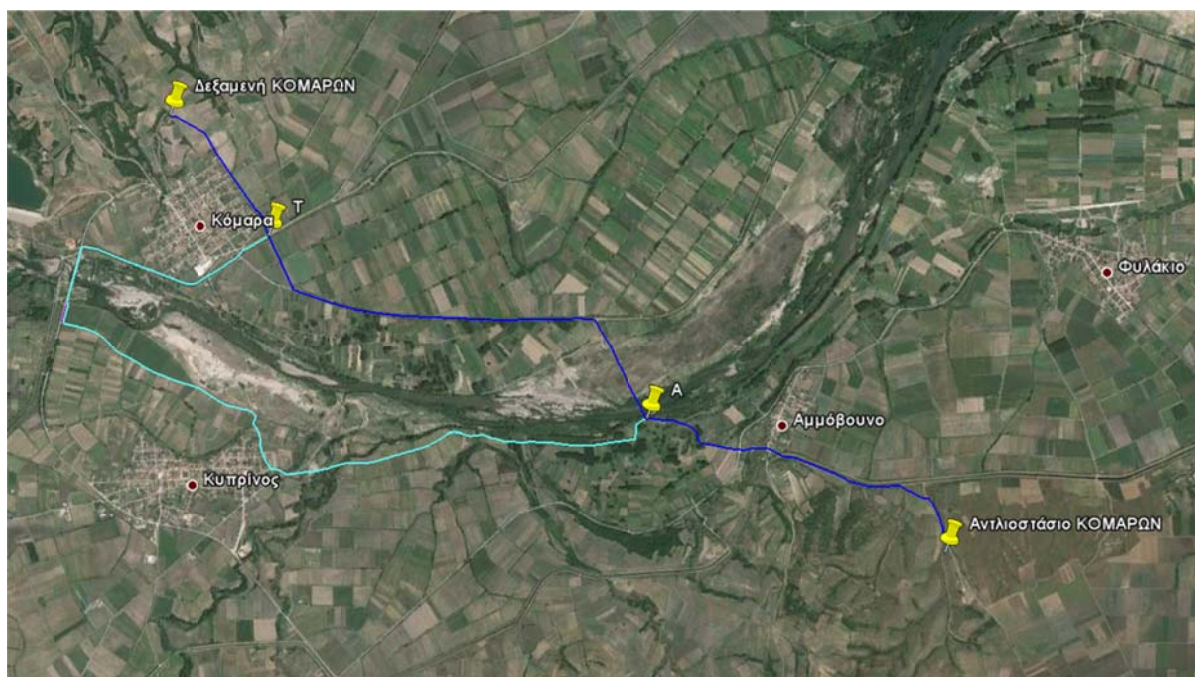 Δεξαμενή ΚΟΜΑΡΩΝ
Τ
Κόμαρα
Φυλάκιο
Α
Αμμόβουνο
Κυπρίνος
Αντλιοστάσιο ΚΟΜΑΡΩΝ